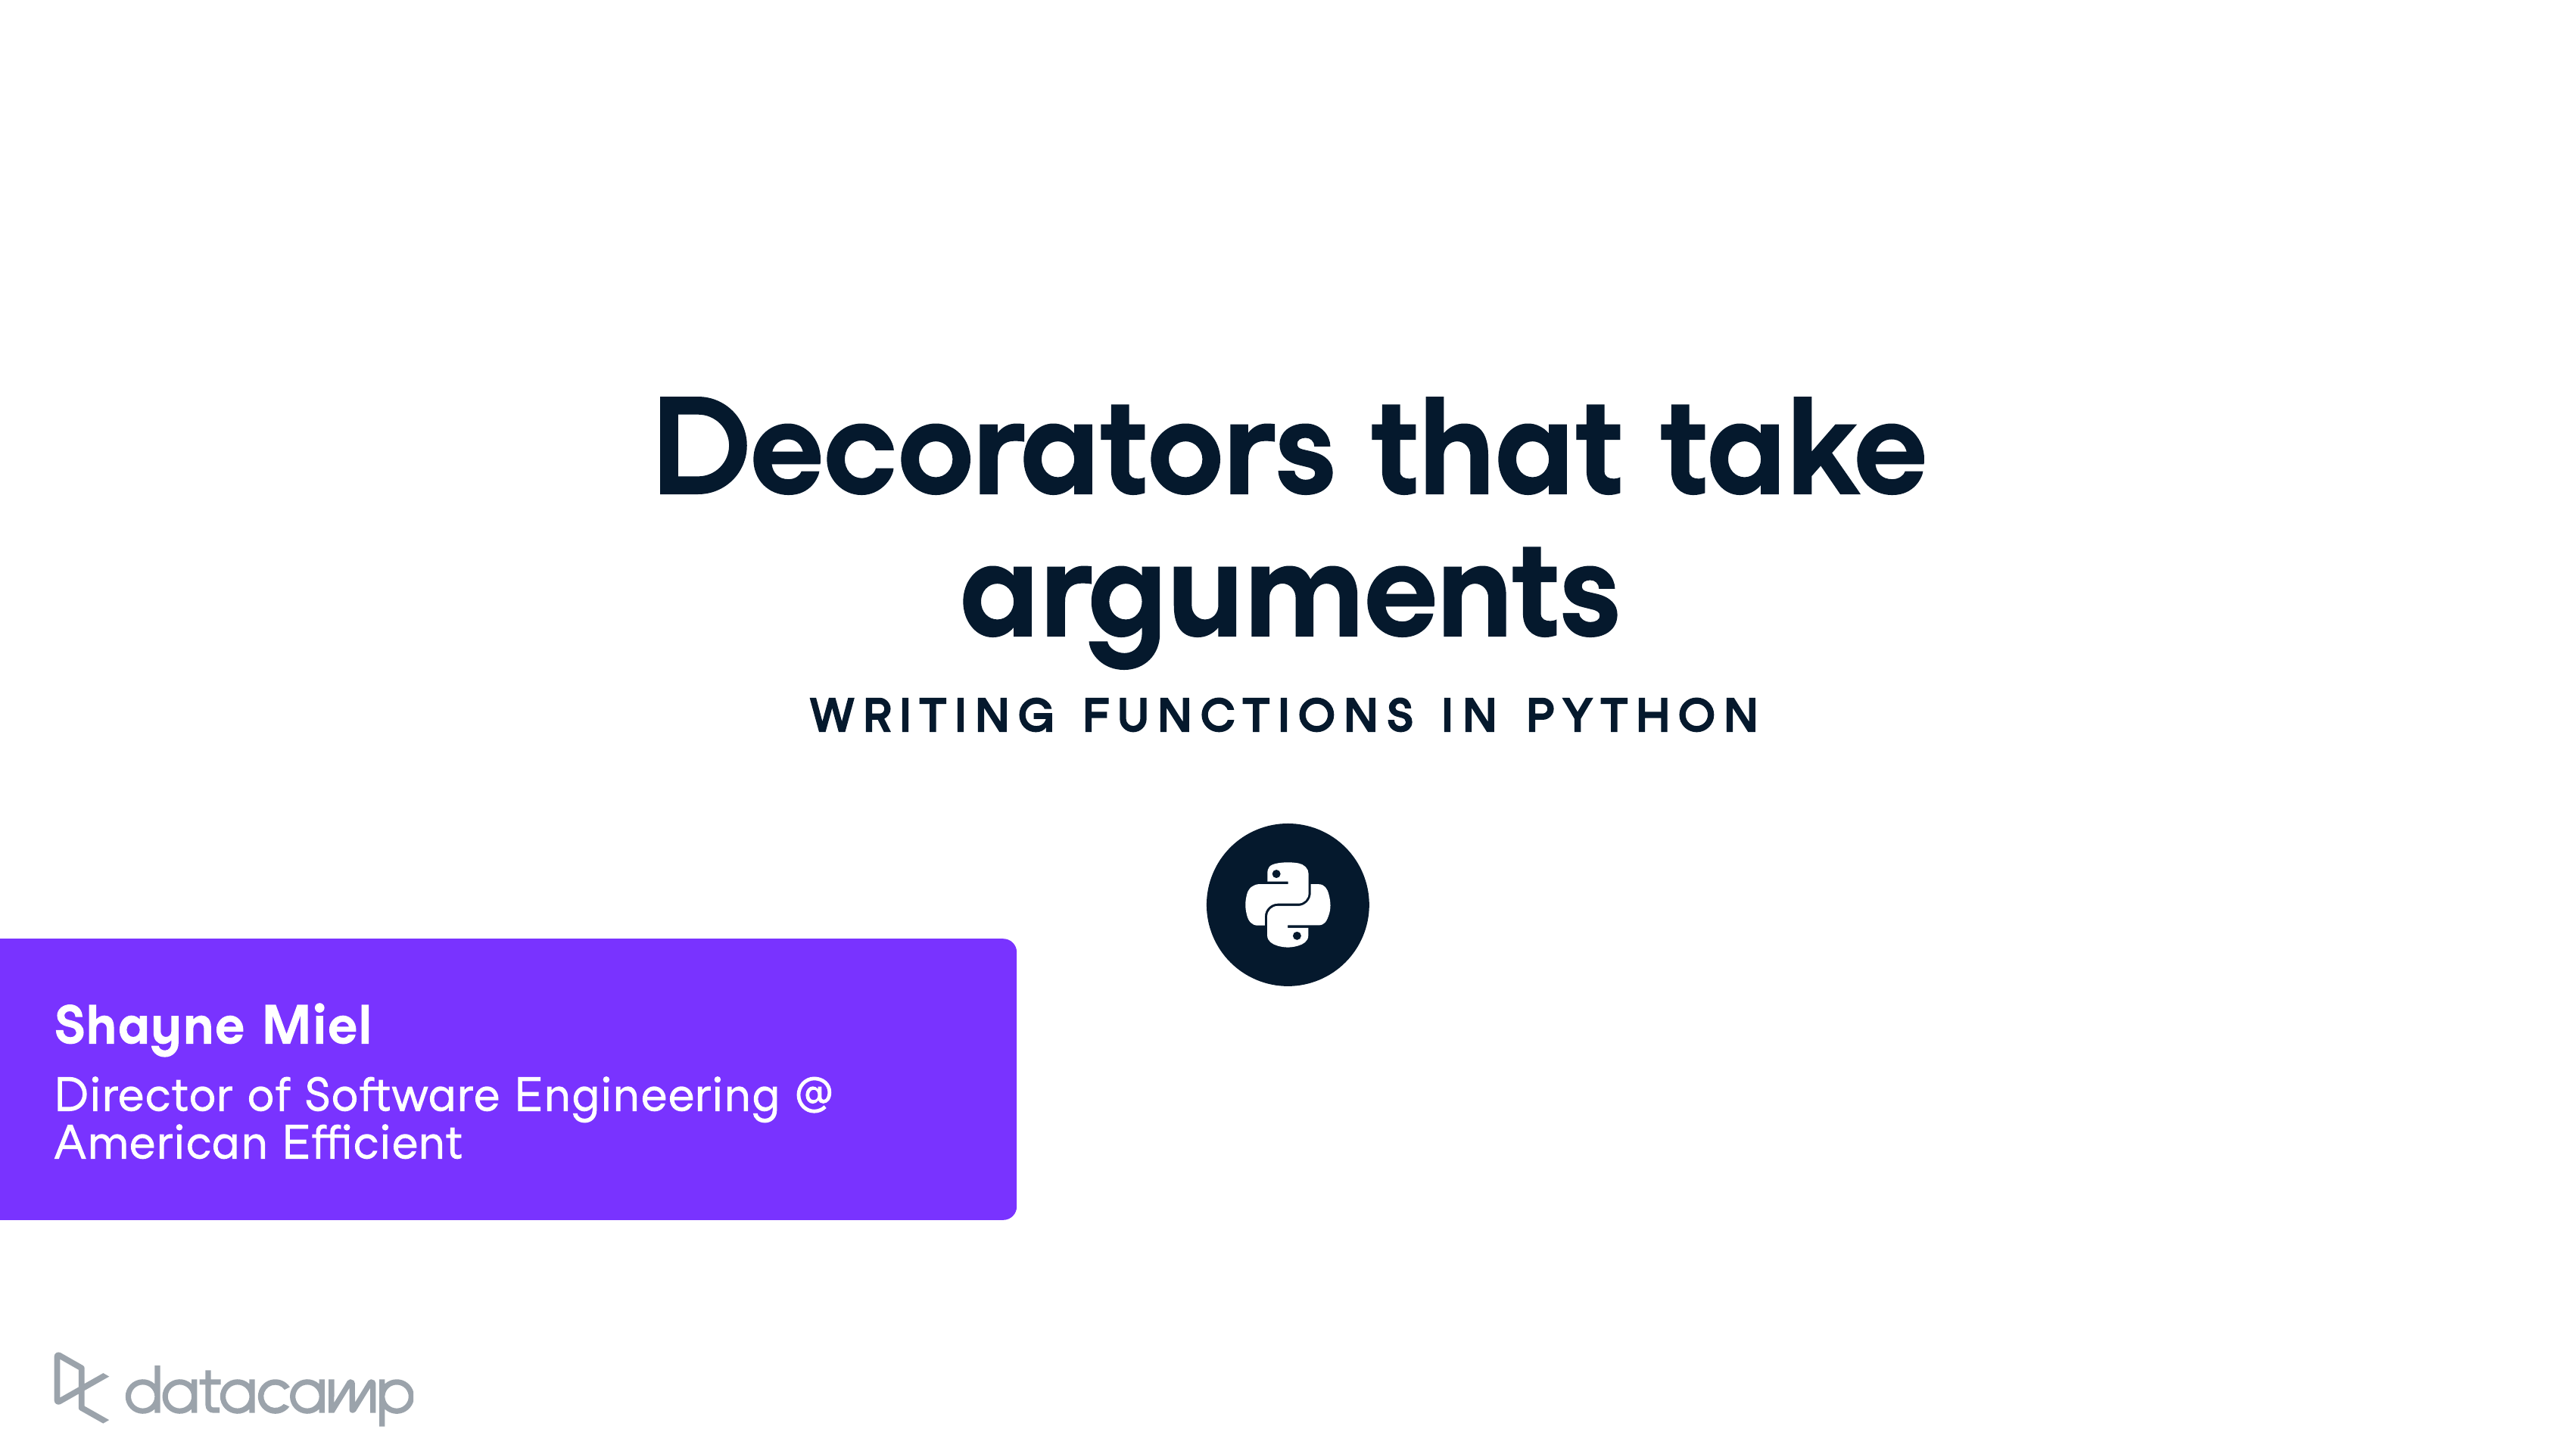 Decorators that take
arguments
WRITING FUNCTIONS IN PYTHON
Shayne Miel
Director of Software Engineering @
American Efficient
datacamp